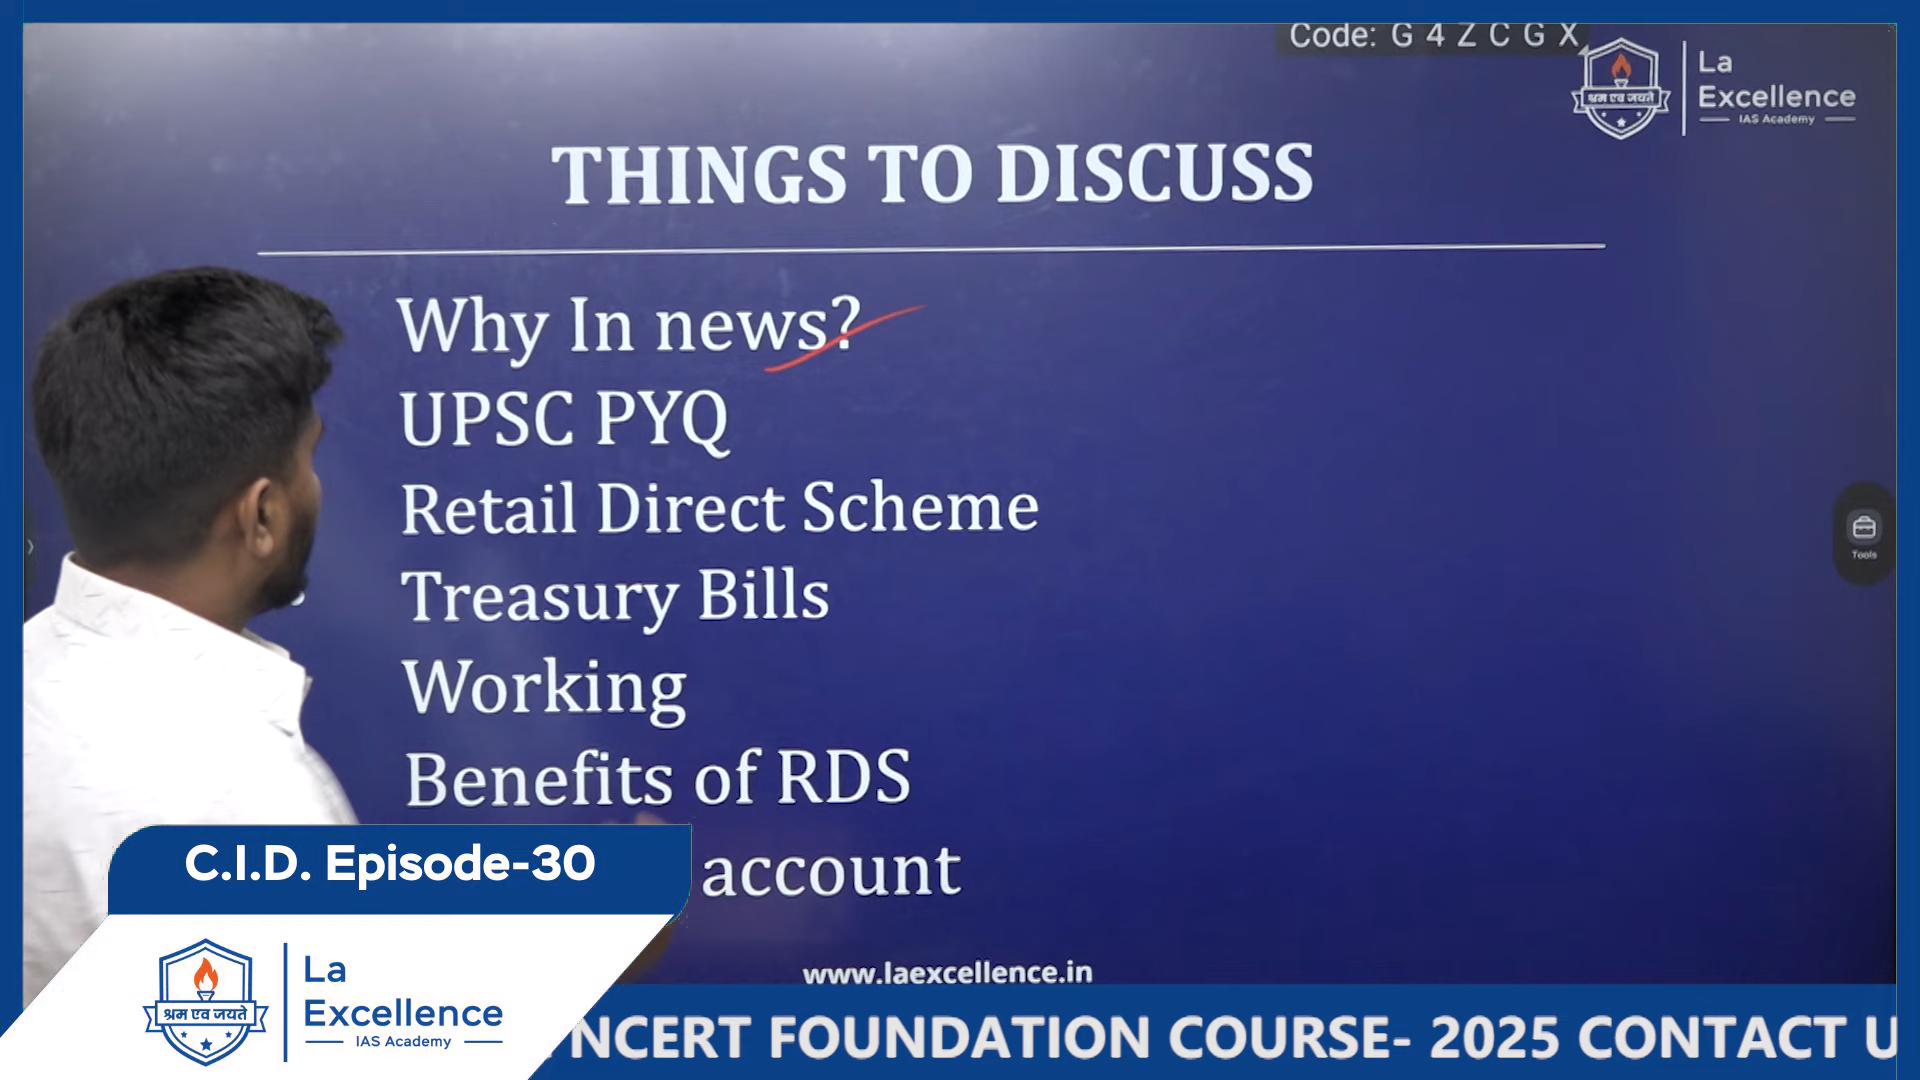 Code: G 4 Z C G X
श्रम एव जयते
La
Excellence
IAS Academy
THINGS TO DISCUSS
Why In news?
UPSC PYQ
Retail Direct Scheme
Treasury Bills
Working
Benefits of RDS
account
Tools
www.laexcellence.in
C.I.D. Episode-30
श्रम एव जयते
La
Excellence
IAS Academy
NCERT FOUNDATION COURSE- 2025 CONTACT U